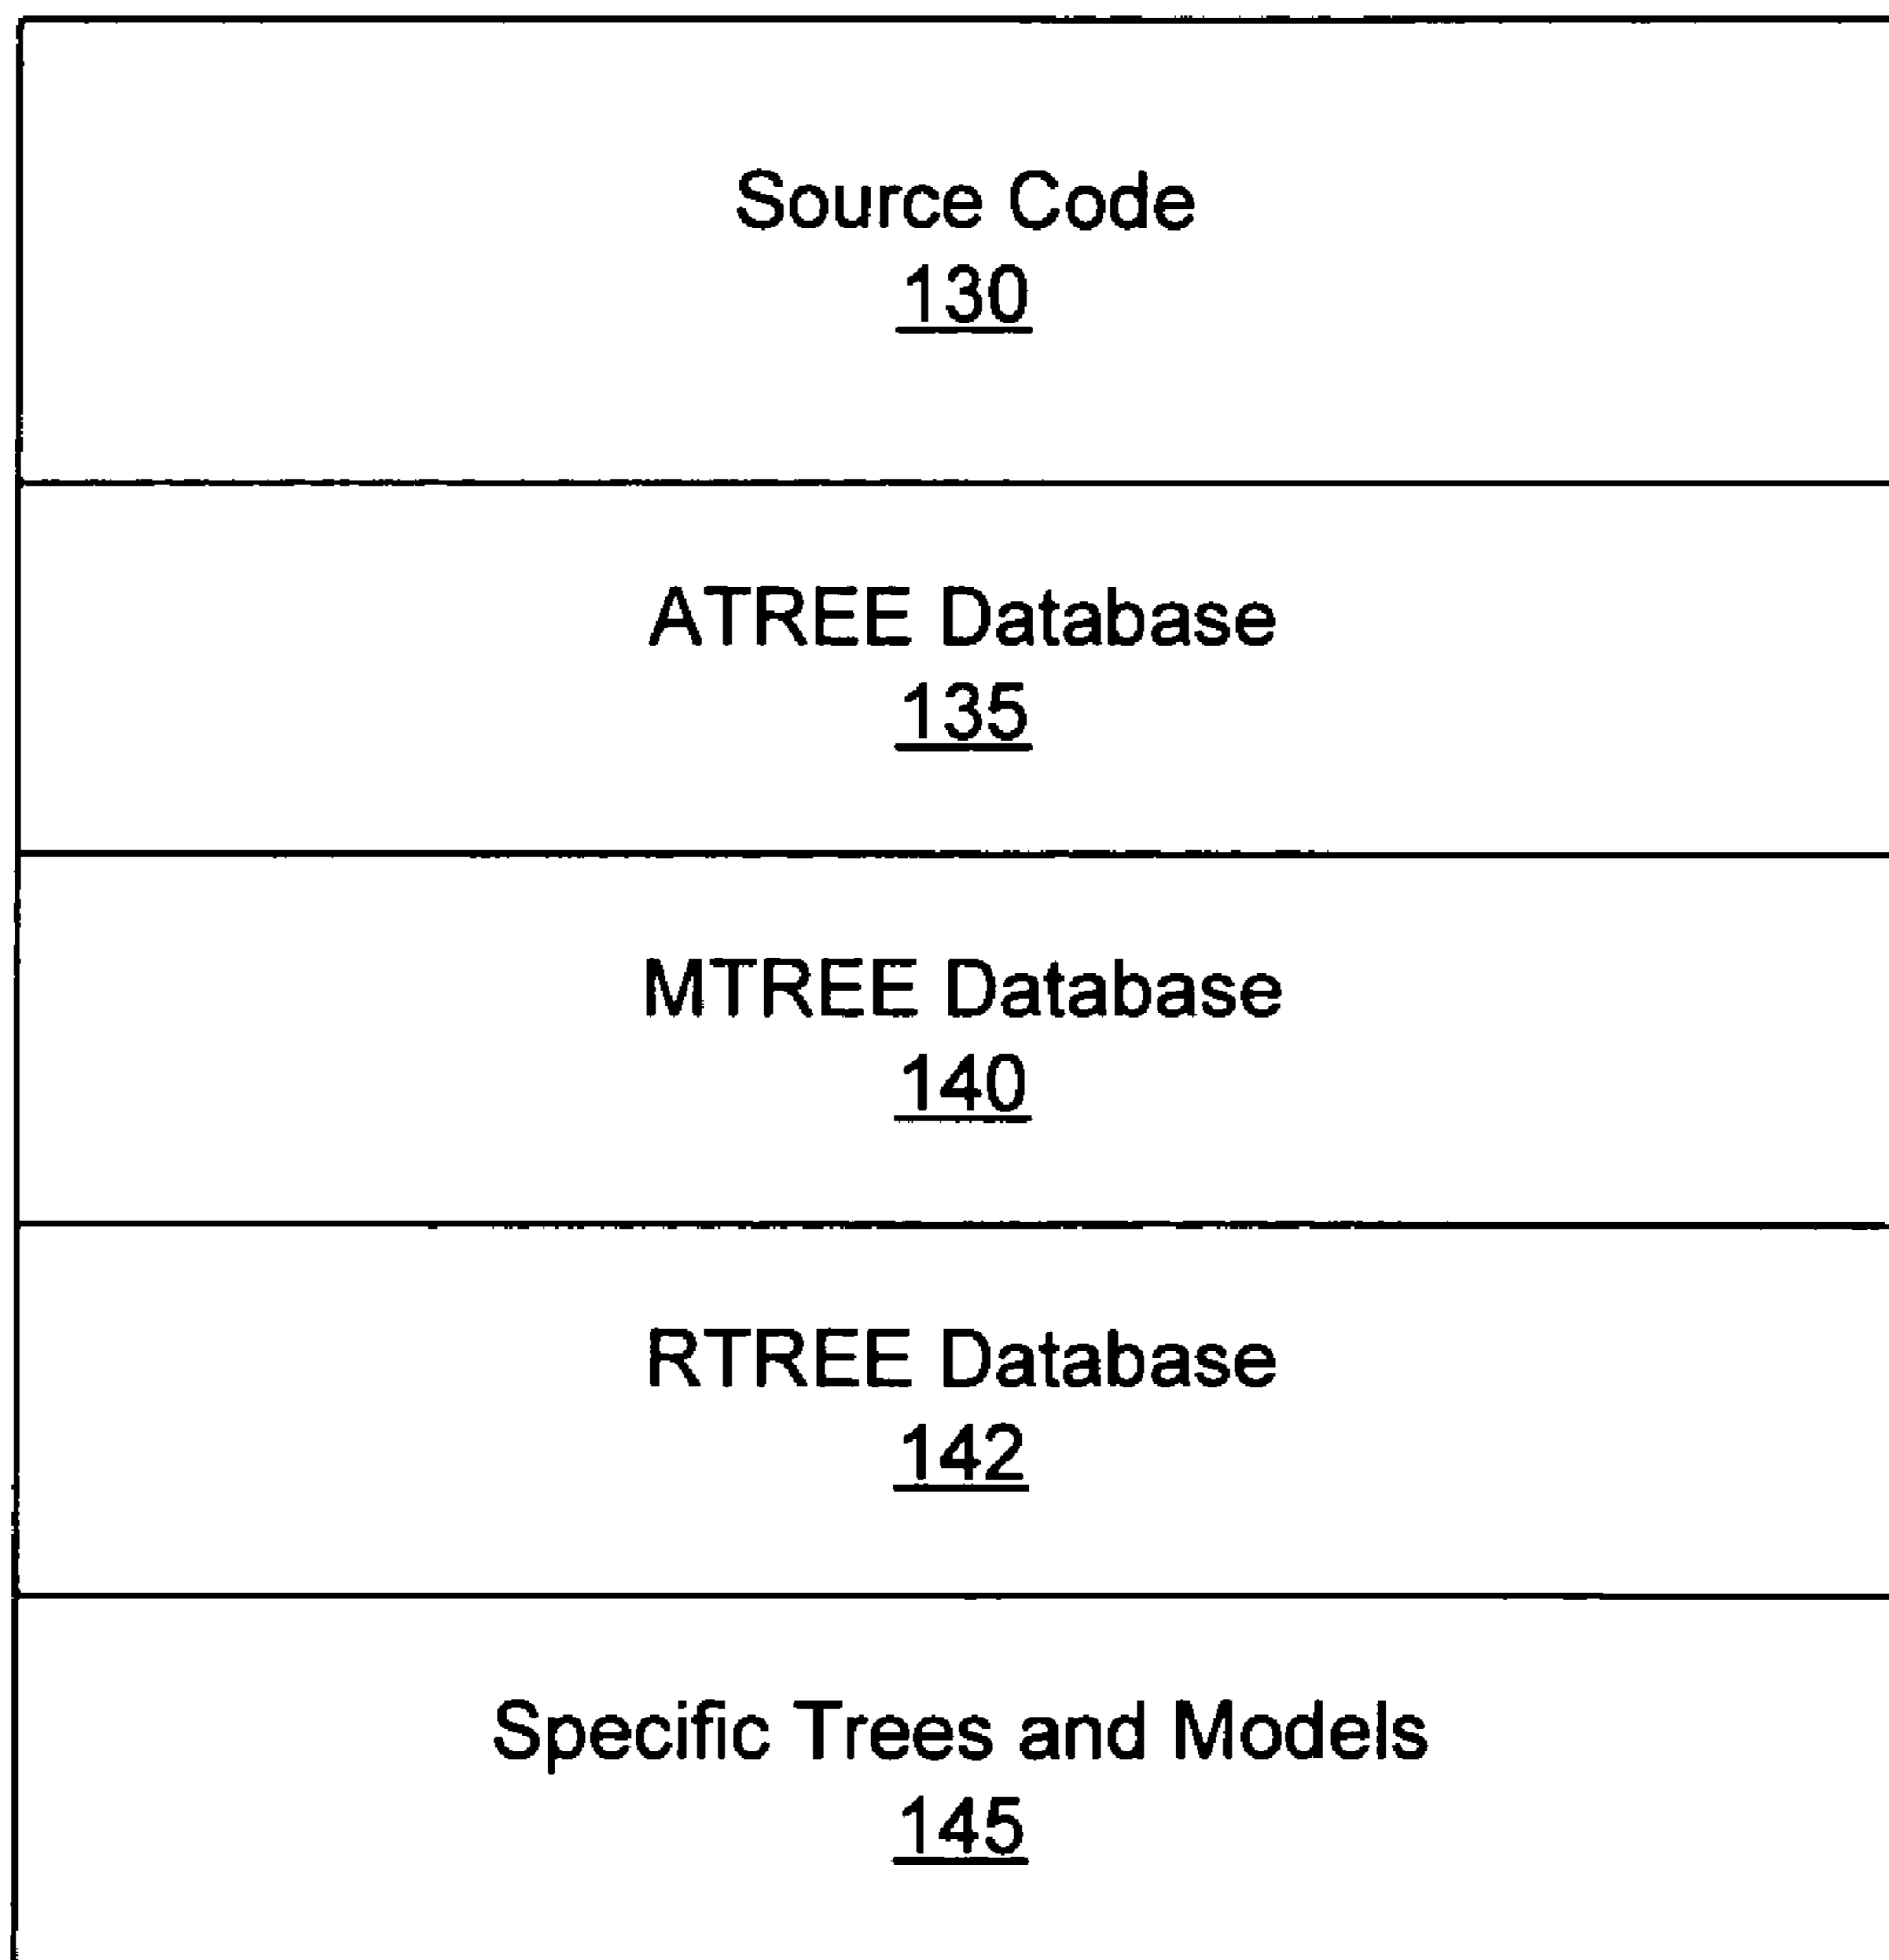 Source Code
130
ATREE Database
135
MTREE Database
140
RTREE Database
142
Specific Trees and Models
145